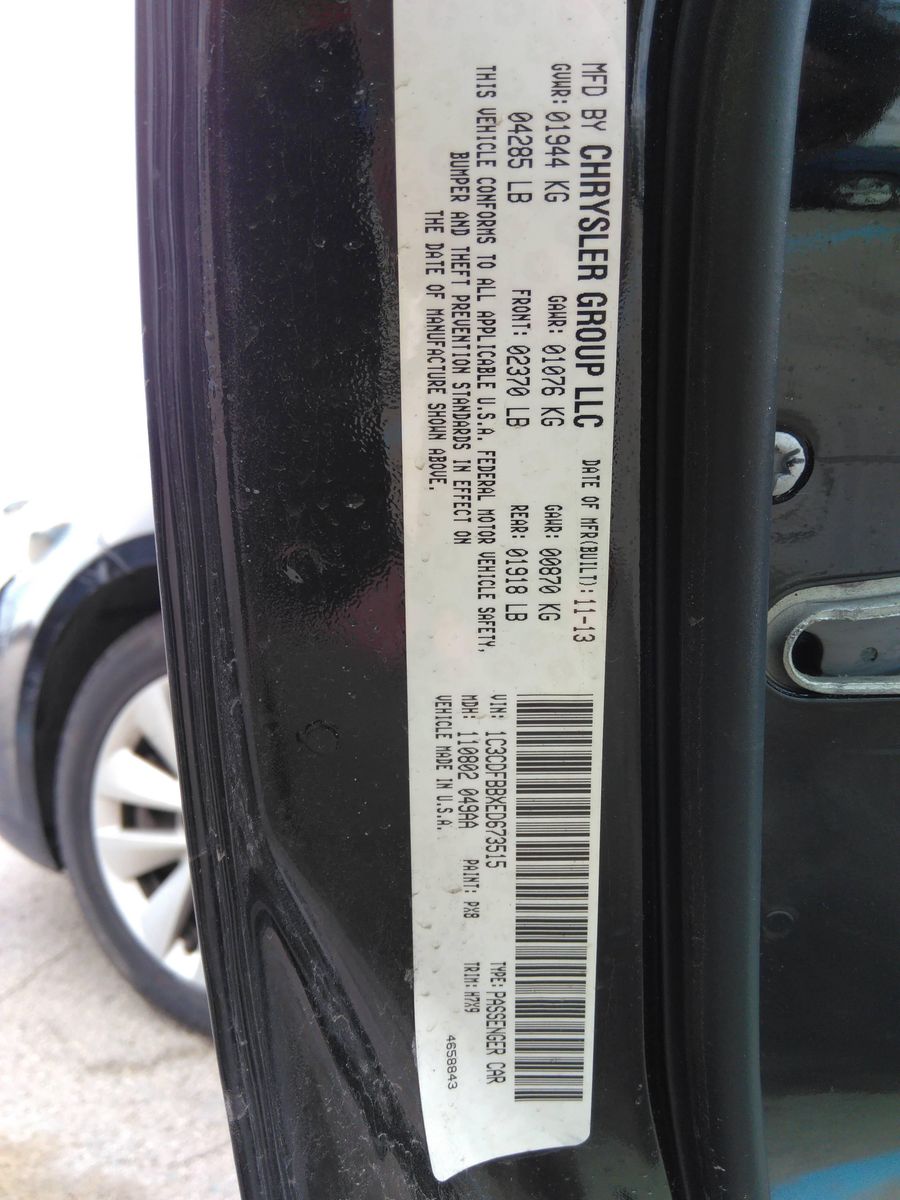 MFD BY CHRYSLER GROUP LLC DATE OF MFR(BUILT): 11-13
GVWR: 01944 KG GAWR: 01076 KG GAWR: 00870 KG
04285 LB FRONT: 02370 LB REAR: 01918 LB
THIS VEHICLE CONFORMS TO ALL APPLICABLE U.S.A. FEDERAL MOTOR VEHICLE SAFETY,
BUMPER AND THEFT PREVENTION STANDARDS IN EFFECT ON
THE DATE OF MANUFACTURE SHOWN ABOVE.
VIN: 1C3CDFBBXED673515 TYPE: PASSENGER CAR
MDH: 110802 049AA PAINT: PX8 TRIM: H7X9
VEHICLE MADE IN U.S.A.
4658843